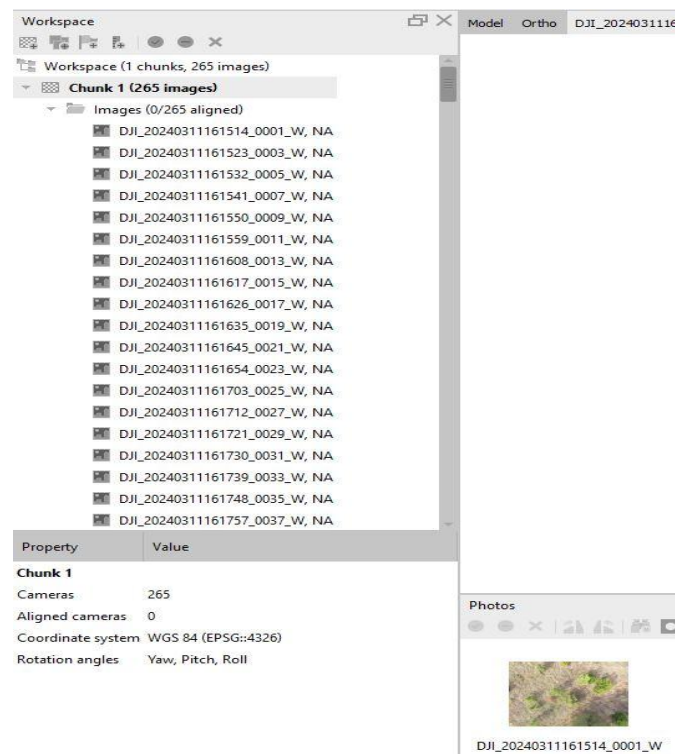 Workspace
Workspace (1 chunks, 265 images)
Chunk 1 (265 images)
Images (0/265 aligned)
DJI_20240311161514_0001_W, NA
DJI_20240311161523_0003_W, NA
DJI_20240311161532_0005_W, NA
DJI_20240311161541_0007_W, NA
DJI_20240311161550_0009_W, NA
DJI_20240311161559_0011_W, NA
DJI_20240311161608_0013_W, NA
DJI_20240311161617_0015_W, NA
DJI_20240311161626_0017_W, NA
DJI_20240311161635_0019_W, NA
DJI_20240311161645_0021_W, NA
DJI_20240311161654_0023_W, NA
DJI_20240311161703_0025_W, NA
DJI_20240311161712_0027_W, NA
DJI_20240311161721_0029_W, NA
DJI_20240311161730_0031_W, NA
DJI_20240311161739_0033_W, NA
DJI_20240311161748_0035_W, NA
DJI_20240311161757_0037_W, NA
Property Value
Chunk 1
Cameras 265
Aligned cameras 0
Coordinate system WGS 84 (EPSG::4326)
Rotation angles Yaw, Pitch, Roll
Model Ortho DJI_2024031116
Photos
DJI_20240311161514_0001_W